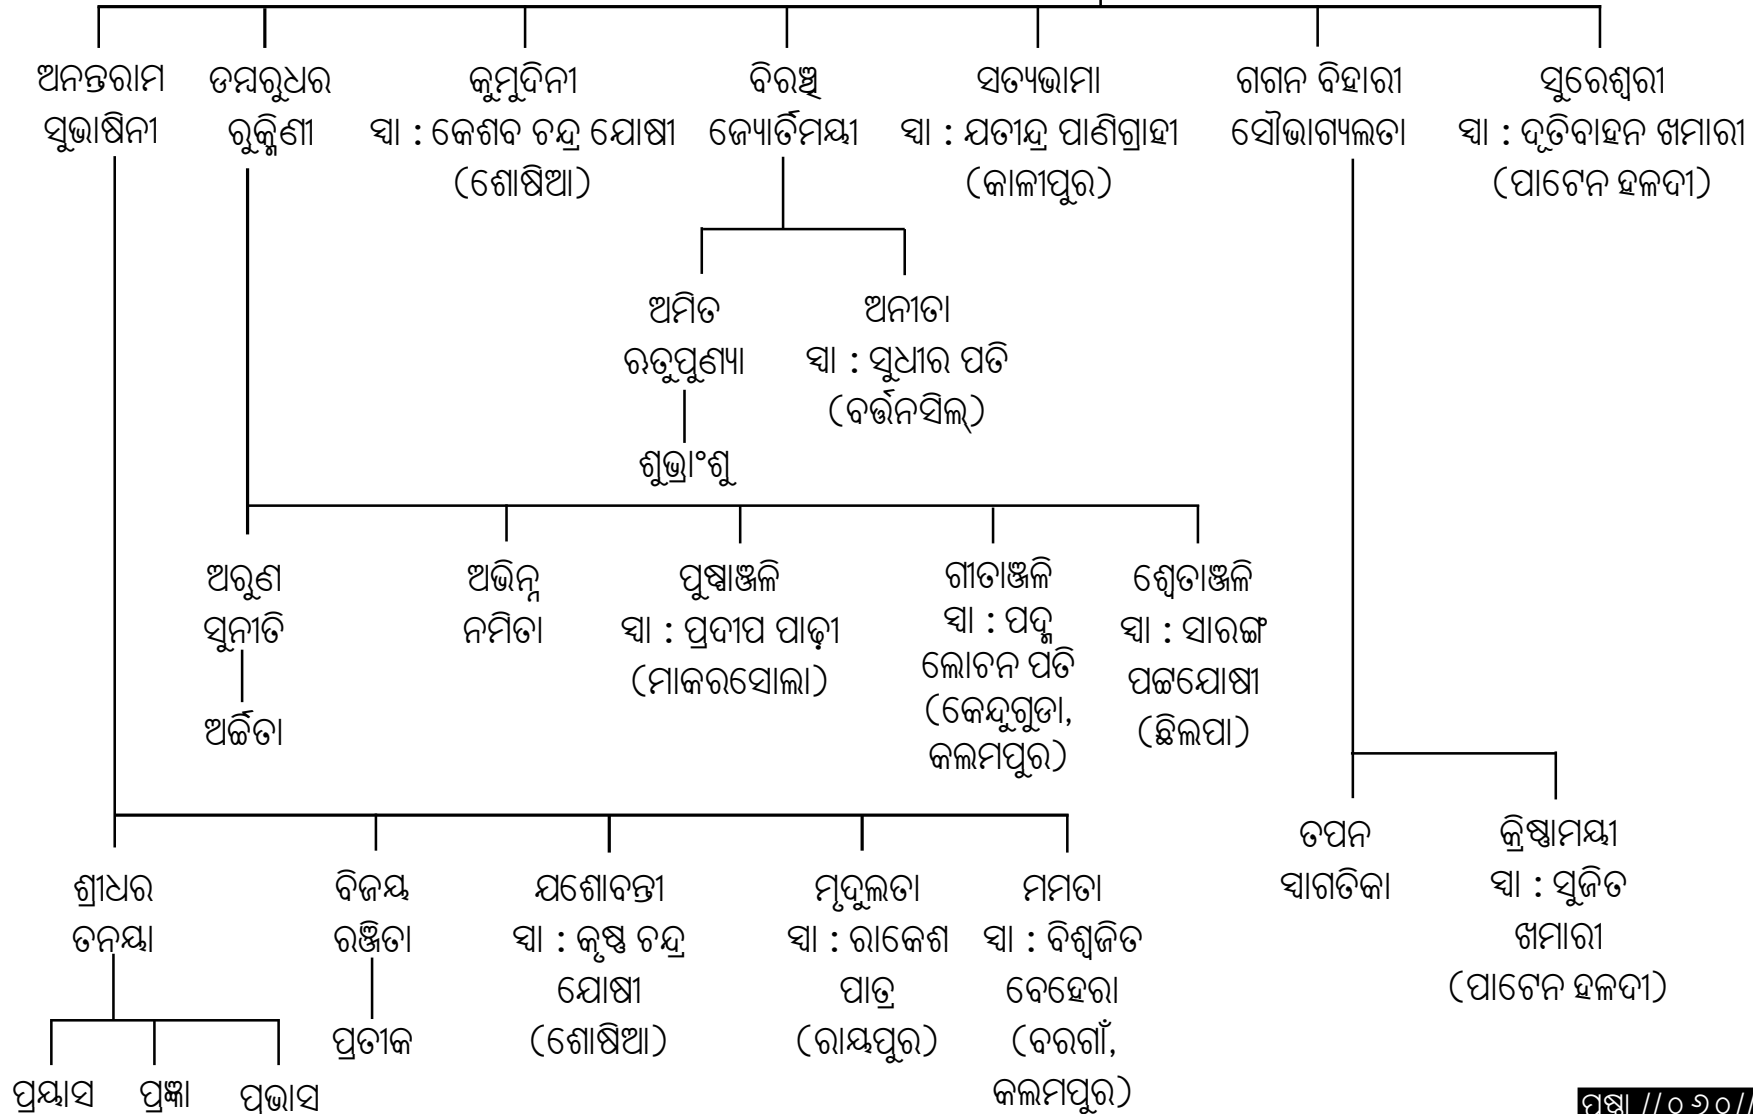 ଅନନ୍ତରାମ ଡମ୍ବରୁଧର କୁମୁଦିନୀ ବିରଞ୍ଚି ସତ୍ୟଭାମା ଗଗନ ବିହାରୀ ସୁରେଶ୍ୱରୀ
ସୁଭାଷିନୀ ରୁକ୍ମିଣୀ ସ୍ୱା : କେଶବ ଚନ୍ଦ୍ର ଯୋଷୀ ଜ୍ୟୋର୍ତିମୟୀ ସ୍ୱା : ଯତୀନ୍ଦ୍ର ପାଣିଗ୍ରାହୀ ସୌଭାଗ୍ୟଲତା ସ୍ୱା : ଦୂତିବାହନ ଖମାରୀ
(ଶୋଷିଆ) (କାଳୀପୁର) (ପାଟେନ ହଳଦୀ)
ଅମିତ ଅନୀତା
ଋତୁପୁଣ୍ୟା ସ୍ୱା : ସୁଧୀର ପତି
(ବର୍ତ୍ତନସିଲ୍)
ଶୁଭ୍ରାଂଶୁ
ଅରୁଣ ଅଭିନ୍ନ ପୁଷ୍ପାଞ୍ଜଳି ଗୀତାଞ୍ଜଳି ଶ୍ୱେତାଞ୍ଜଳି
ସୁନୀତି ନମିତା ସ୍ୱା : ପ୍ରଦୀପ ପାଢ଼ୀ ସ୍ୱା : ପଦ୍ମ ସ୍ୱା : ସାରଙ୍ଗ
(ମାକରସୋଲା) ଲୋଚନ ପତି ପଟ୍ଟଯୋଷୀ
ଅର୍ଚ୍ଚିତା (କେନ୍ଦୁଗୁଡା, (ଛିଲପା)
କଲମପୁର)
ତପନ କ୍ରିଷ୍ଣାମୟୀ
ସ୍ୱାଗତିକା ସ୍ୱା : ସୁଜିତ
ଖମାରୀ
(ପାଟେନ ହଳଦୀ)
ଶ୍ରୀଧର ବିଜୟ ଯଶୋବନ୍ତୀ ମୃଦୁଲତା ମମତା
ତନୟା ରଞ୍ଜିତା ସ୍ୱା : କୃଷ୍ଣ ଚନ୍ଦ୍ର ସ୍ୱା : ରାକେଶ ସ୍ୱା : ବିଶ୍ୱଜିତ
ଯୋଷୀ ପାତ୍ର ବେହେରା
ପ୍ରତୀକ (ଶୋଷିଆ) (ରାୟପୁର) (ବରଗାଁ,
ପ୍ରୟାସ ପ୍ରଜ୍ଞା ପ୍ରଭାସ କଲମପୁର)
ପୃଷ୍ଠା //୦୬୦//